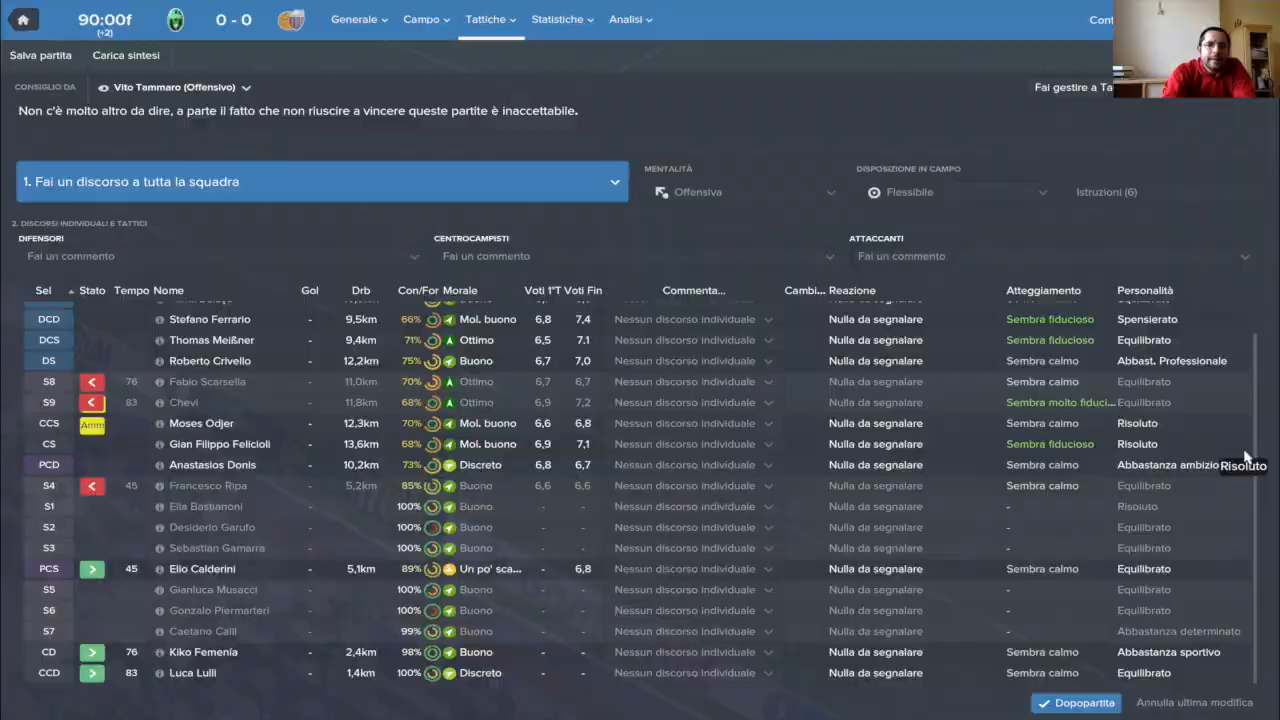 90:00f 0 - 0 Generale Campo Tattiche Statistiche Analisi Cont
(+2)
Salva partita Carica sintesi
CONSIGLIO DA Vito Tammaro (Offensivo) Fai gestire a Ta
Non c'è molto altro da dire, a parte il fatto che non riuscire a vincere queste partite è inaccettabile.
MENTALITÀ DISPOSIZIONE IN CAMPO
1. Fai un discorso a tutta la squadra Offensiva Flessibile Istruzioni (6)
2. DISCORSI INDIVIDUALI E TATTICI
DIFENSORI CENTROCAMPISTI ATTACCANTI
Fai un commento Fai un commento Fai un commento
Sel Stato Tempo Nome Gol Drb Con/For Morale Voti 1°T Voti Fin Commenta... Cambi... Reazione Atteggiamento Personalità
DCD Stefano Ferrario - 9,5km 66% Mol. buono 6,8 7,4 Nessun discorso individuale Nulla da segnalare Sembra fiducioso Spensierato
DCS Thomas Meißner - 9,4km 71% Ottimo 6,5 7,1 Nessun discorso individuale Nulla da segnalare Sembra fiducioso Equilibrato
DS Roberto Crivello - 12,2km 75% Buono 6,7 7,0 Nessun discorso individuale Nulla da segnalare Sembra calmo Abbast. Professionale
S8 76 Fabio Scarsella - 11,0km 70% Ottimo 6,7 6,7 Nessun discorso individuale Nulla da segnalare Sembra calmo Equilibrato
S9 83 Chevi - 11,8km 68% Ottimo 6,9 7,2 Nessun discorso individuale Nulla da segnalare Sembra molto fiduci... Equilibrato
CCS Amm Moses Odjer - 12,3km 70% Mol. buono 6,6 6,8 Nessun discorso individuale Nulla da segnalare Sembra calmo Risoluto
CS Gian Filippo Felicioli - 13,6km 68% Mol. buono 6,9 7,1 Nessun discorso individuale Nulla da segnalare Sembra fiducioso Risoluto
PCD Anastasios Donis - 10,2km 73% Discreto 6,8 6,7 Nessun discorso individuale Nulla da segnalare Sembra calmo Abbastanza ambizio Risoluto
S4 45 Francesco Ripa - 5,2km 85% Buono 6,6 6,6 Nessun discorso individuale Nulla da segnalare Sembra calmo Equilibrato
S1 Elia Bastianoni - 100% Buono - - Nessun discorso individuale Nulla da segnalare - Risoluto
S2 Desiderio Garufo - 100% Buono - - Nessun discorso individuale Nulla da segnalare - Equilibrato
S3 Sebastian Gamarra - 100% Buono - - Nessun discorso individuale Nulla da segnalare - Equilibrato
PCS 45 Elio Calderini - 5,1km 89% Un po' sca... - 6,8 Nessun discorso individuale Nulla da segnalare Sembra calmo Equilibrato
S5 Gianluca Musacci - 100% Buono - - Nessun discorso individuale Nulla da segnalare - Equilibrato
S6 Gonzalo Piermarteri - 100% Buono - - Nessun discorso individuale Nulla da segnalare - Equilibrato
S7 Caetano Calil - 99% Buono - - Nessun discorso individuale Nulla da segnalare - Abbastanza determinato
CD 76 Kiko Femenía - 2,4km 98% Buono - - Nessun discorso individuale Nulla da segnalare Sembra calmo Abbastanza sportivo
CCD 83 Luca Lulli - 1,4km 100% Discreto - - Nessun discorso individuale Nulla da segnalare Sembra calmo Equilibrato
Dopopartita Annulla ultima modifica